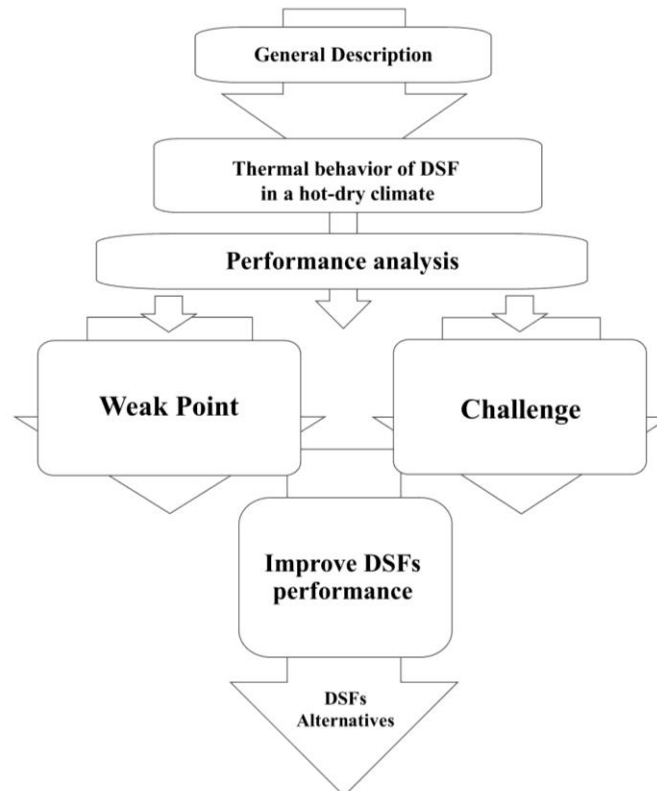 General Description
Thermal behavior of DSF
in a hot-dry climate
Performance analysis
Weak Point
Challenge
Improve DSFs
performance
DSFs
Alternatives